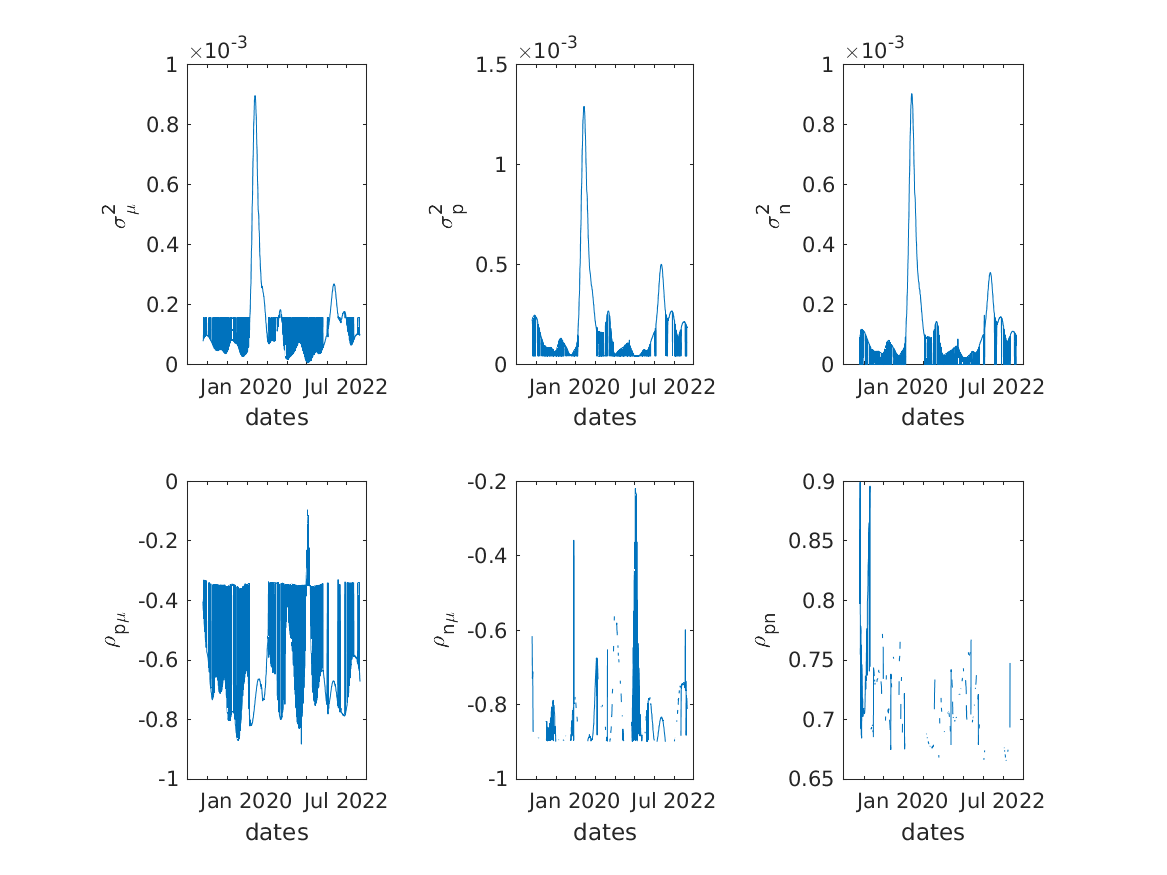 ×10-3 ×10-3 ×10-3
1 1.5 1
0.8 0.8
0.6 1 0.6
σ2μ σ2p σ2n
0.4 0.5 0.4
0.2 0.2
0 0 0
Jan 2020 Jul 2022 Jan 2020 Jul 2022 Jan 2020 Jul 2022
dates dates dates
0 -0.2 0.9
-0.2 0.85
-0.4 -0.4 0.8
ρpμ ρnμ ρpn
-0.6 -0.6 0.75
-0.8 -0.8 0.7
-1 -1 0.65
Jan 2020 Jul 2022 Jan 2020 Jul 2022 Jan 2020 Jul 2022
dates dates dates